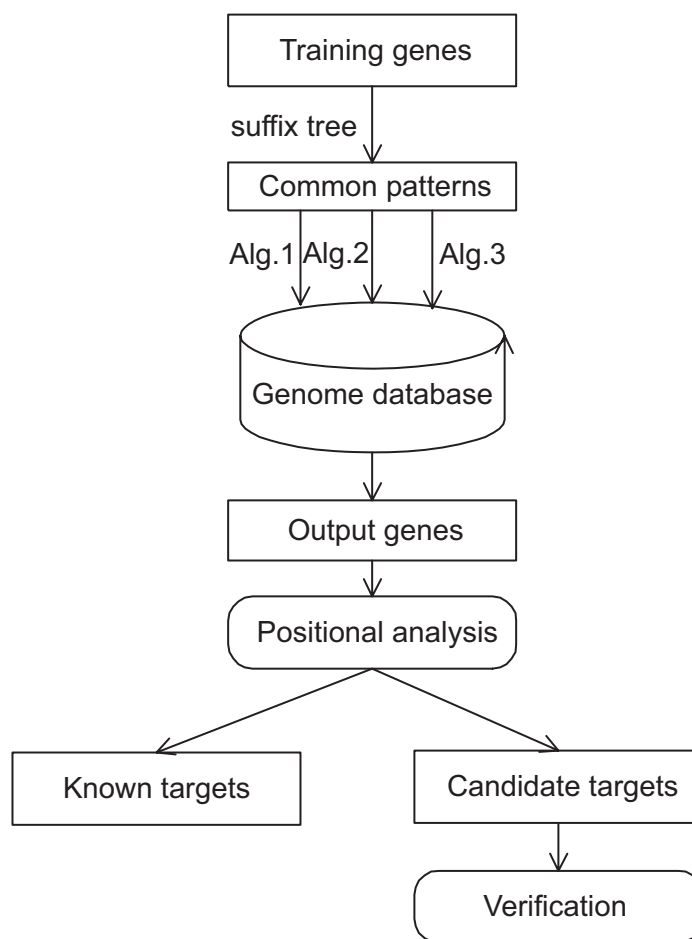 Training genes
suffix tree
Common patterns
Alg.1 Alg.2 Alg.3
Genome database
Output genes
Positional analysis
Known targets
Candidate targets
Verification